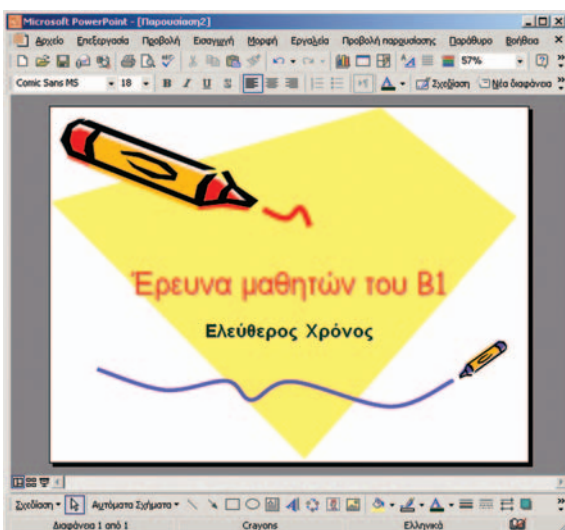 Microsoft PowerPoint - [Παρουσίαση2]
Αρχείο Επεξεργασία Προβολή Εισαγωγή Μορφή Εργαλεία Προβολή παρουσίασης Παράθυρο Βοήθεια
57%
Comic Sans MS 18 B I U S Σχεδίαση Νέα διαφάνεια
Έρευνα μαθητών του Β1
Ελεύθερος Χρόνος
Σχεδίαση Αυτόματα Σχήματα
Διαφάνεια 1 από 1 Crayons Ελληνικά